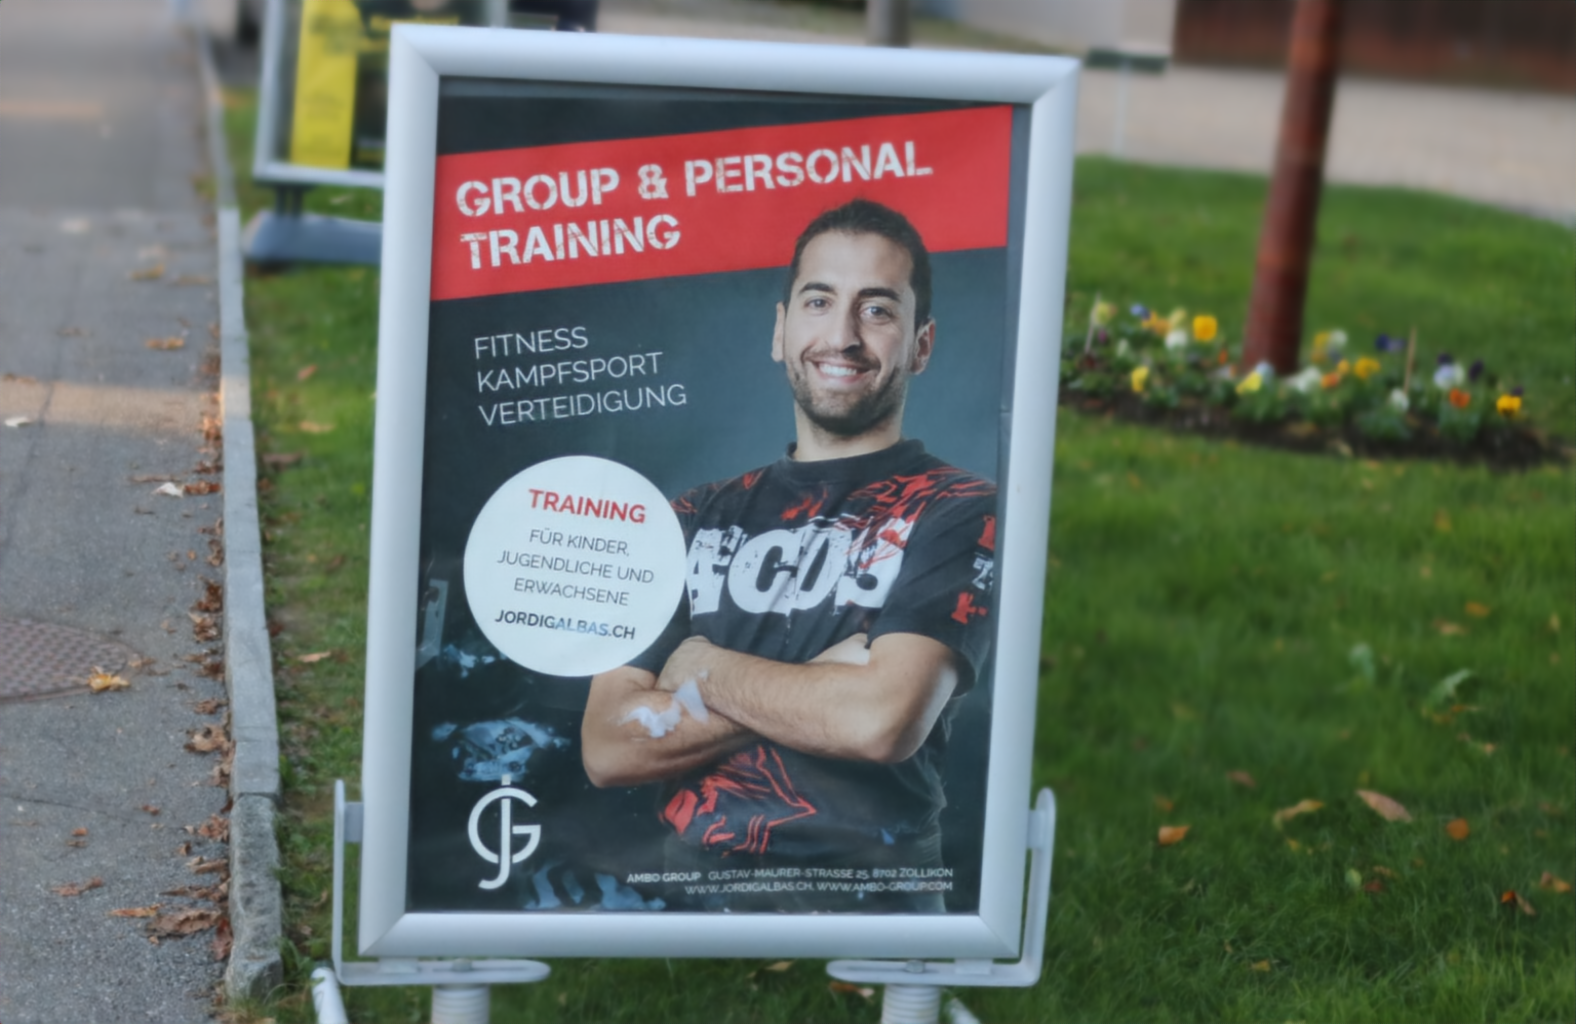 GROUP & PERSONAL
TRAINING
FITNESS
KAMPFSPORT
VERTEIDIGUNG
TRAINING
FÜR KINDER,
JUGENDLICHE UND
ERWACHSENE
JORDIGALBAS.CH
JG
AMBO GROUP GUSTAV-MAURER-STRASSE 25, 8702 ZOLLIKON
WWW.JORDIGALBAS.CH, WWW.AMBO-GROUP.COM